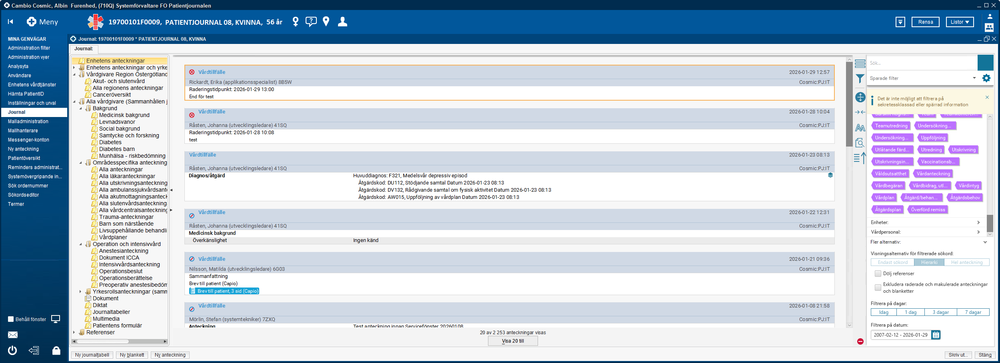 Cambio Cosmic, Albin Furenhed, (710Q) Systemförvaltare FO Patientjournalen
Meny
19700101F0009, PATIENTJOURNAL 08, KVINNA, 56 år
Rensa
Listor
MINA GENVÄGAR
Administration filter
Administration vyer
Analysyta
Användare
Enhetens vårdtjänster
Hämta PatientID
Inställningar och urval
Journal
Malladministration
Mallhanterare
Messenger-konton
Ny anteckning
Patientöversikt
Reminders administrat...
Systemövergripande in...
Sök ordernummer
Sökordseditor
Termer
Behåll fönster
Journal: 19700101F0009 * PATIENTJOURNAL 08, KVINNA
Journal:
Enhetens anteckningar
Enhetens anteckningar och yrke
Vårdgivare Region Östergötland
Akut- och slutenvård
Alla regionens anteckningar
Canceröversikt
Alla vårdgivare (Sammanhållen j
Bakgrund
Medicinsk bakgrund
Levnadsvanor
Social bakgrund
Samtycke och forskning
Diabetes
Diabetes barn
Munhälsa - riskbedömning
Områdesspecifika anteckning
Alla anteckningar
Alla läkaranteckningar
Alla utskrivningsanteckning
Alla ambulanssjukvårdsante
Alla akutmottagningsanteck
Alla slutenvårdsanteckning
Alla vårdcentralsanteckning
Trauma-anteckningar
Barn som närstående
Livsuppehållande behandli
Vårdplaner
Operation och intensivvård
Anestesianteckning
Dokument ICCA
Intensivvårdsanteckning
Operationsbeslut
Operationsberättelse
Preoperativ anestesibedöm
Yrkesrollsanteckningar (samm
Dokument
Diktat
Journaltabeller
Multimedia
Patientens formulär
Referenser
Vårdtillfälle 2026-01-29 12:57
Rickardt, Erika (applikationsspecialist) 8B5W Cosmic:PJ:IT
Raderingstidpunkt: 2026-01-29 13:00
End för test
Vårdtillfälle 2026-01-28 10:04
Råsten, Johanna (utvecklingsledare) 41SQ Cosmic:PJ:IT
Raderingstidpunkt: 2026-01-28 10:08
test
Vårdtillfälle 2026-01-23 08:13
Råsten, Johanna (utvecklingsledare) 41SQ Cosmic:PJ:IT
Diagnos/åtgärd Huvuddiagnos: F321, Medelsvår depressiv episod
Åtgärdskod: DU112, Stödjande samtal Datum 2026-01-23 08:13
Åtgärdskod: DV132, Rådgivande samtal om fysisk aktivitet Datum 2026-01-23 08:13
Åtgärdskod: AW015, Uppföljning av vårdplan Datum 2026-01-23 08:13
Vårdtillfälle 2026-01-22 12:31
Råsten, Johanna (utvecklingsledare) 41SQ Cosmic:PJ:IT
Medicinsk bakgrund
Överkänslighet Ingen känd
Vårdtillfälle 2026-01-21 09:36
Nilsson, Matilda (utvecklingsledare) 6G03 Cosmic:PJ:IT
Sammanfattning
Brev till patient (Capio)
Brev till patient, 3 sid (Capio)
Vårdtillfälle 2026-01-08 21:58
Mörlin, Stefan (systemtekniker) 7ZXQ Cosmic:PJ:IT
Anteckning Test anteckning innan Servicefönster 20260108
20 av 2 253 anteckningar visas
Visa 20 till
Sök...
Sparade filter
Det är inte möjligt att filtrera på
sekretessklassad eller spärrad information
Särskilt högris... Team Teamkonferen...
Teamutredning Undersökning...
Undersökning... Uppföljning
Utlåtande färd... Utredning Utskrivning
Utskrivningsin... Vaccinationsb...
Våldsutsatthet Vårdanteckning
Vårdbegäran Vårdbidrag, utl... Vårdintyg
Vårdplan Åtgärd/behan... Åtgärdsbehov
Åtgärdsplan Överförd remiss
Enheter:
Vårdpersonal:
Fler alternativ:
Visningsalternativ för filtrerade sökord:
Endast sökord Hierarki Hel anteckning
Dölj referenser
Exkludera raderade och makulerade anteckningar
och blanketter
Filtrera på dagar:
Idag 1 dag 3 dagar 7 dagar
Filtrera på datum:
2007-02-12 - 2026-01-29
Ny journaltabell Ny blankett Ny anteckning
Skriv ut... Stäng